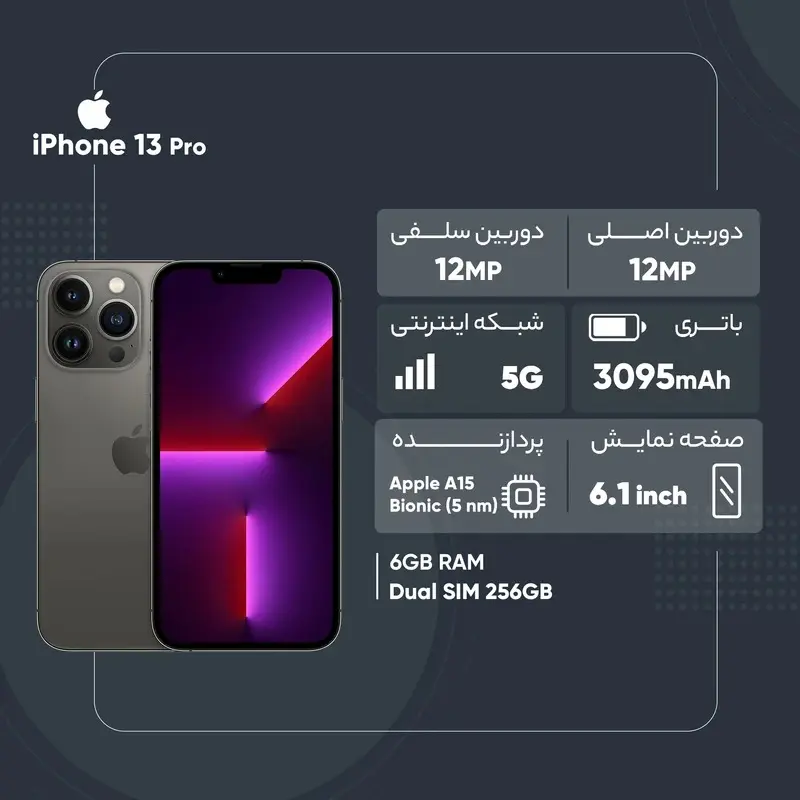 iPhone 13 Pro
دوربین اصلی
12MP
دوربین سلفی
12MP
باتری
3095mAh
شبکه اینترنتی
5G
صفحه نمایش
6.1 inch
پردازنده
Apple A15
Bionic (5 nm)
6GB RAM
Dual SIM 256GB